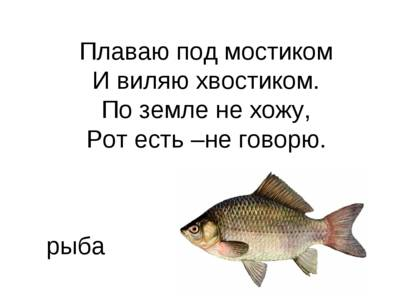 Плаваю под мостиком
И виляю хвостиком.
По земле не хожу,
Рот есть –не говорю.
рыба